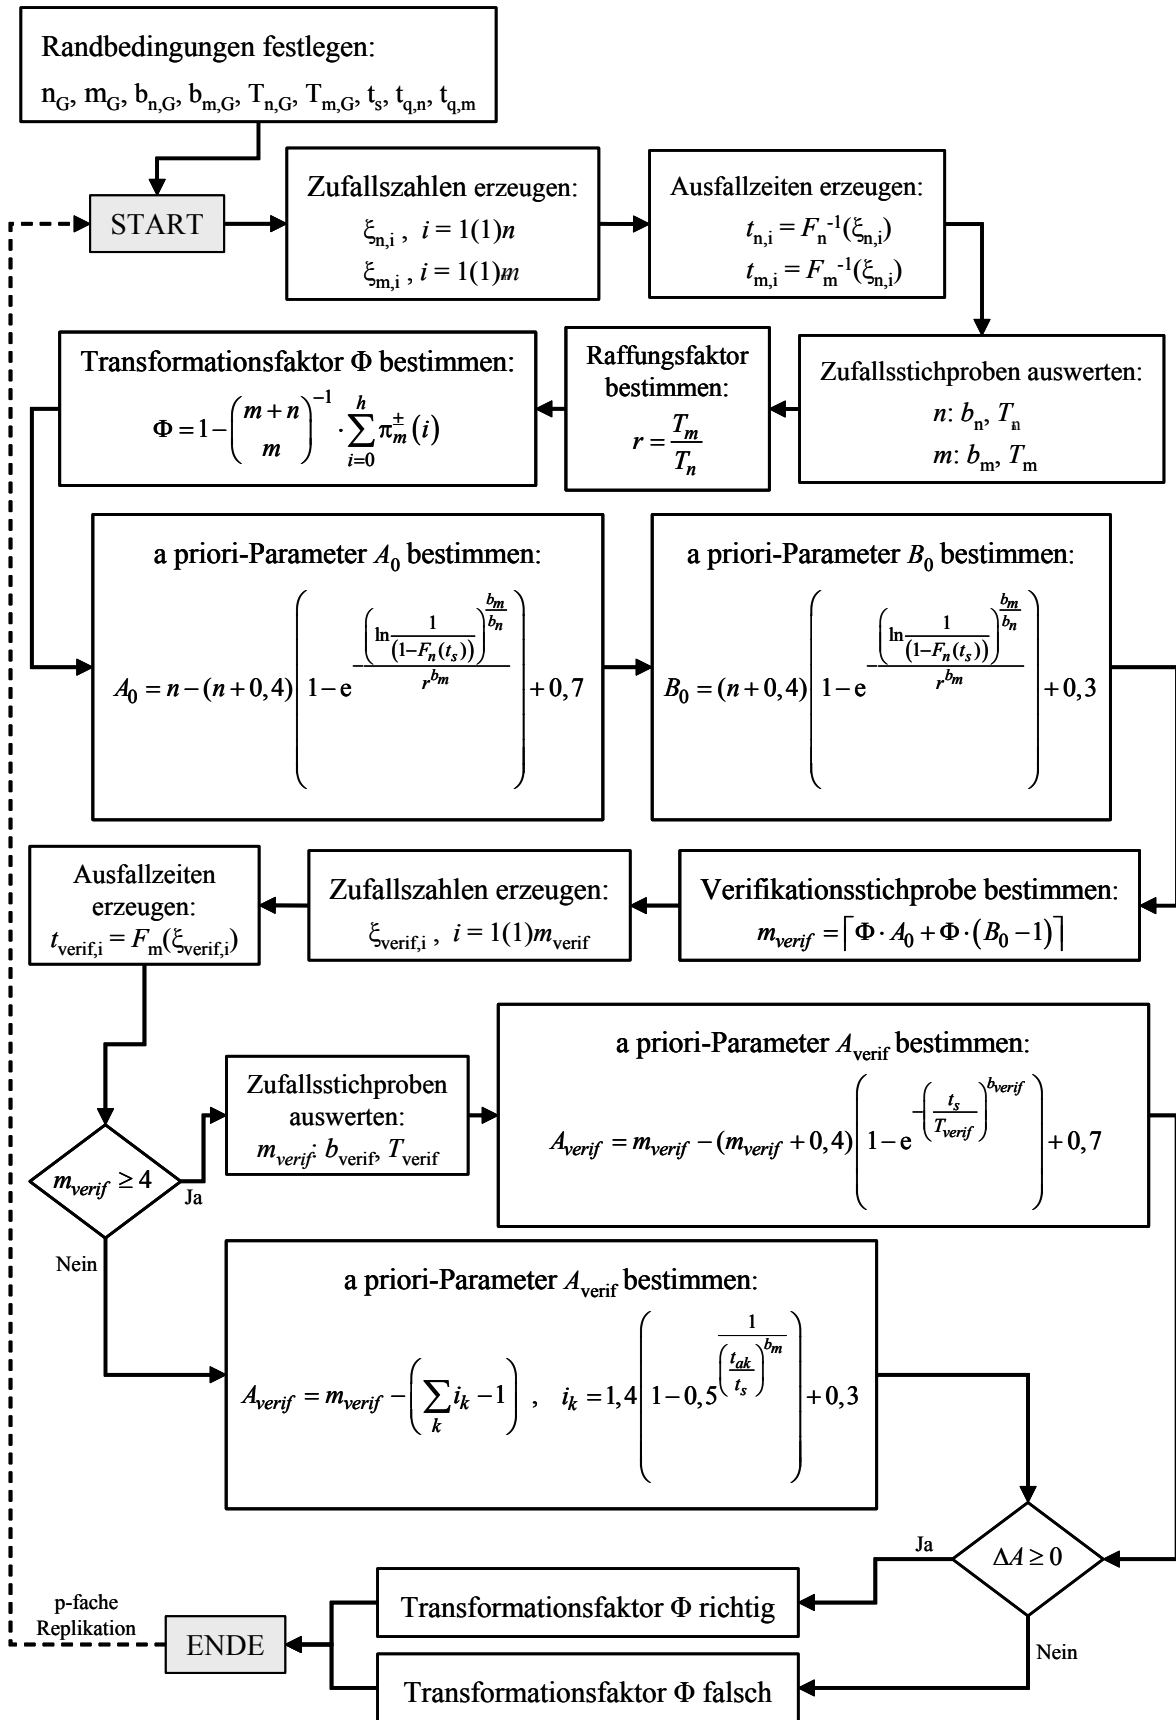 Randbedingungen festlegen:
n_G, m_G, b_n,G, b_m,G, T_n,G, T_m,G, t_s, t_q,n, t_q,m
START
Zufallszahlen erzeugen:
ξ_n,i , i = 1(1)n
ξ_m,i , i = 1(1)m
Ausfallzeiten erzeugen:
t_n,i = F_n^-1(ξ_n,i)
t_m,i = F_m^-1(ξ_n,i)
Zufallsstichproben auswerten:
n: b_n, T_n
m: b_m, T_m
Raffungsfaktor
bestimmen:
r = T_m / T_n
Transformationsfaktor Φ bestimmen:
Φ = 1 − (m + n über m)^−1 · ∑_{i=0}^{h} π_m^±(i)
a priori-Parameter A_0 bestimmen:
A_0 = n − (n + 0,4) (1 − e^{−(ln 1/(1−F_n(t_s)))^{b_m/b_n} / r^{b_m}}) + 0,7
a priori-Parameter B_0 bestimmen:
B_0 = (n + 0,4) (1 − e^{−(ln 1/(1−F_n(t_s)))^{b_m/b_n} / r^{b_m}}) + 0,3
Verifikationsstichprobe bestimmen:
m_verif = ⌈Φ · A_0 + Φ · (B_0 − 1)⌉
Zufallszahlen erzeugen:
ξ_verif,i , i = 1(1)m_verif
Ausfallzeiten
erzeugen:
t_verif,i = F_m(ξ_verif,i)
m_verif ≥ 4
Ja
Nein
Zufallsstichproben
auswerten:
m_verif: b_verif, T_verif
a priori-Parameter A_verif bestimmen:
A_verif = m_verif − (m_verif + 0,4) (1 − e^{−(t_s/T_verif)^{b_verif}}) + 0,7
a priori-Parameter A_verif bestimmen:
A_verif = m_verif − (∑_k i_k − 1) , i_k = 1,4 (1 − 0,5^{1/(t_ak/t_s)^{b_m}}) + 0,3
ΔA ≥ 0
Ja
Nein
Transformationsfaktor Φ richtig
Transformationsfaktor Φ falsch
ENDE
p-fache
Replikation